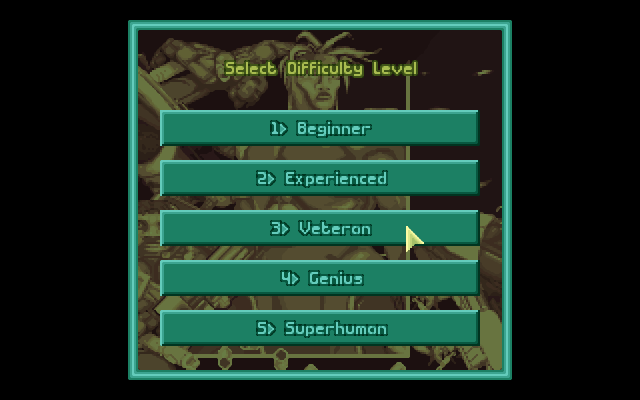 Select Difficulty Level
1> Beginner
2> Experienced
3> Veteran
4> Genius
5> Superhuman